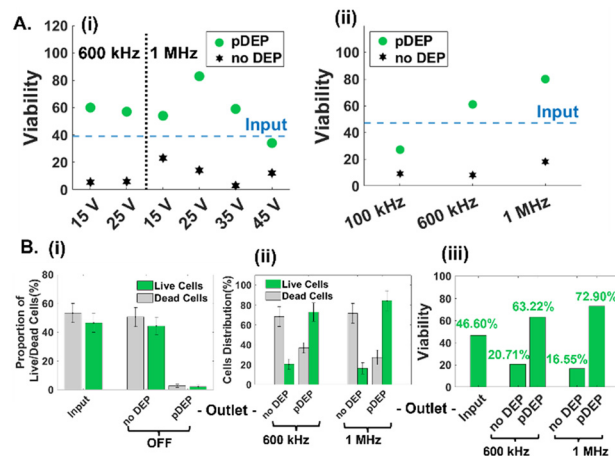 A.
(i)
600 kHz
1 MHz
pDEP
no DEP
Input
Viability
120
100
80
60
40
20
0
15 V
25 V
15 V
25 V
35 V
45 V
(ii)
pDEP
no DEP
Input
Viability
120
100
80
60
40
20
0
100 kHz
600 kHz
1 MHz
B.
(i)
Live Cells
Dead Cells
Proportion of
Live/Dead Cells(%)
80
60
40
20
0
Input
no DEP
pDEP
OFF
- Outlet -
(ii)
Live Cells
Dead Cells
Cells Distribution(%)
100
80
60
40
20
0
no DEP
pDEP
no DEP
pDEP
600 kHz
1 MHz
- Outlet -
(iii)
Viability
100
80
60
40
20
0
46.60%
20.71%
63.22%
16.55%
72.90%
Input
no DEP
pDEP
no DEP
pDEP
600 kHz
1 MHz